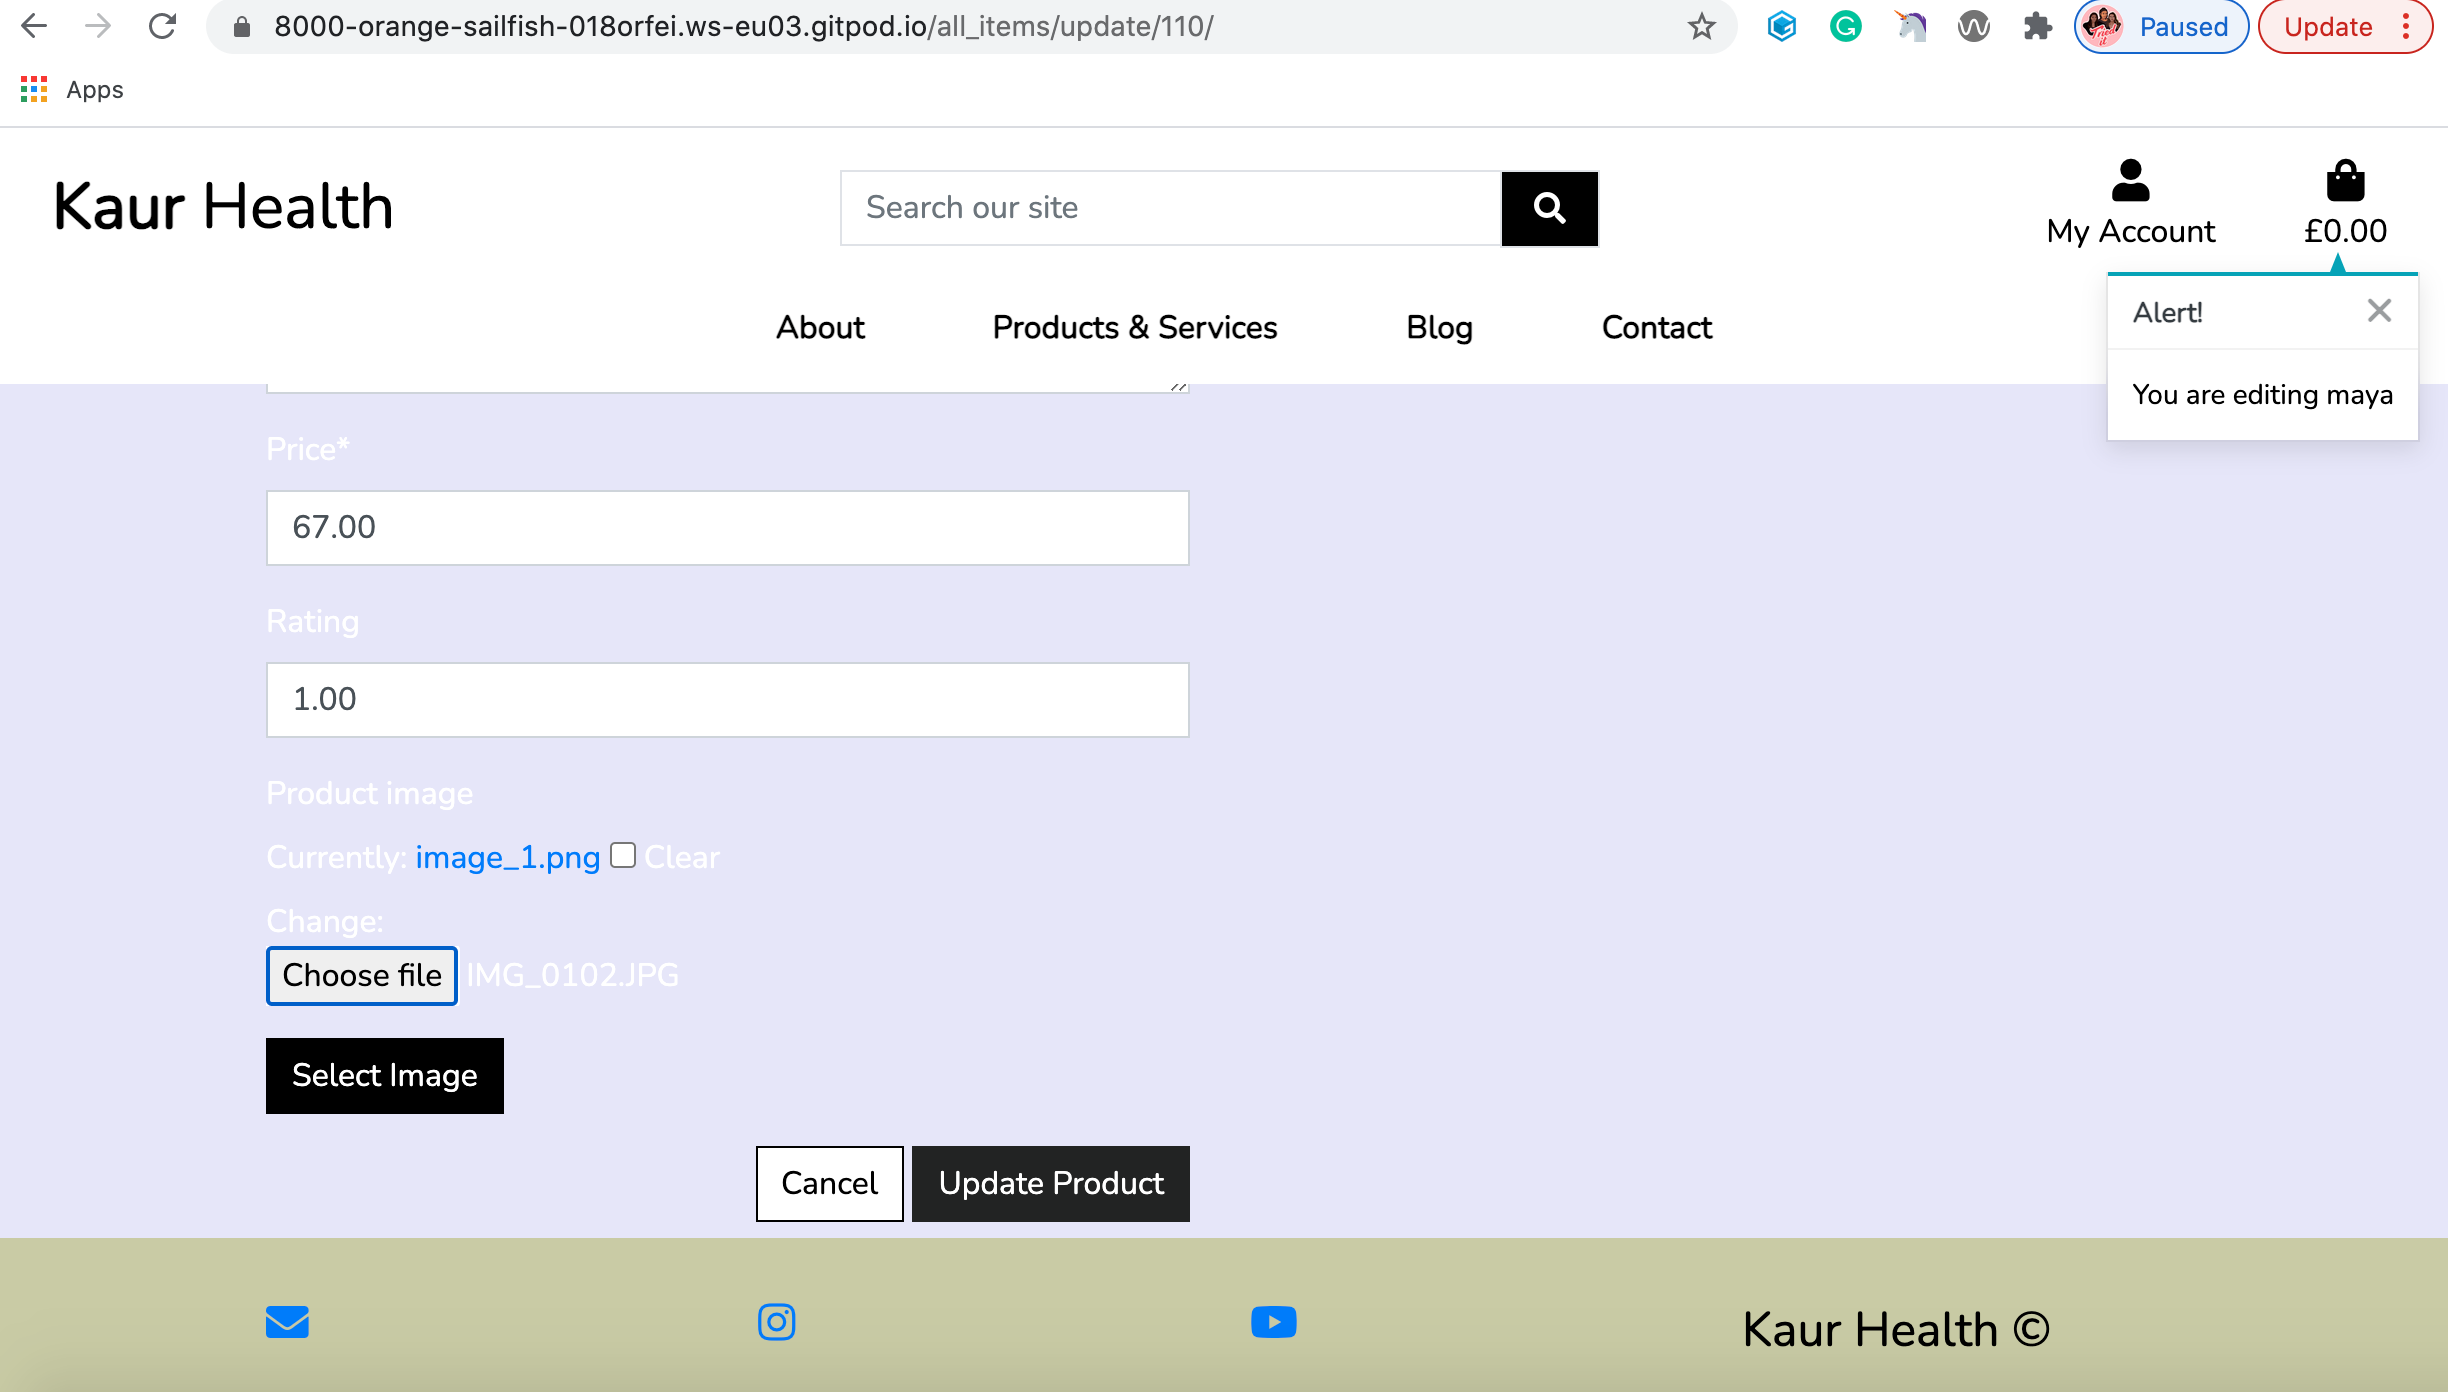 8000-orange-sailfish-018orfei.ws-eu03.gitpod.io/all_items/update/110/
Paused
Update
Apps
Kaur Health
Search our site
My Account
£0.00
About
Products & Services
Blog
Contact
Alert!
You are editing maya
Price*
67.00
Rating
1.00
Product image
Currently: image_1.png Clear
Change:
Choose file IMG_0102.JPG
Select Image
Cancel
Update Product
Kaur Health ©